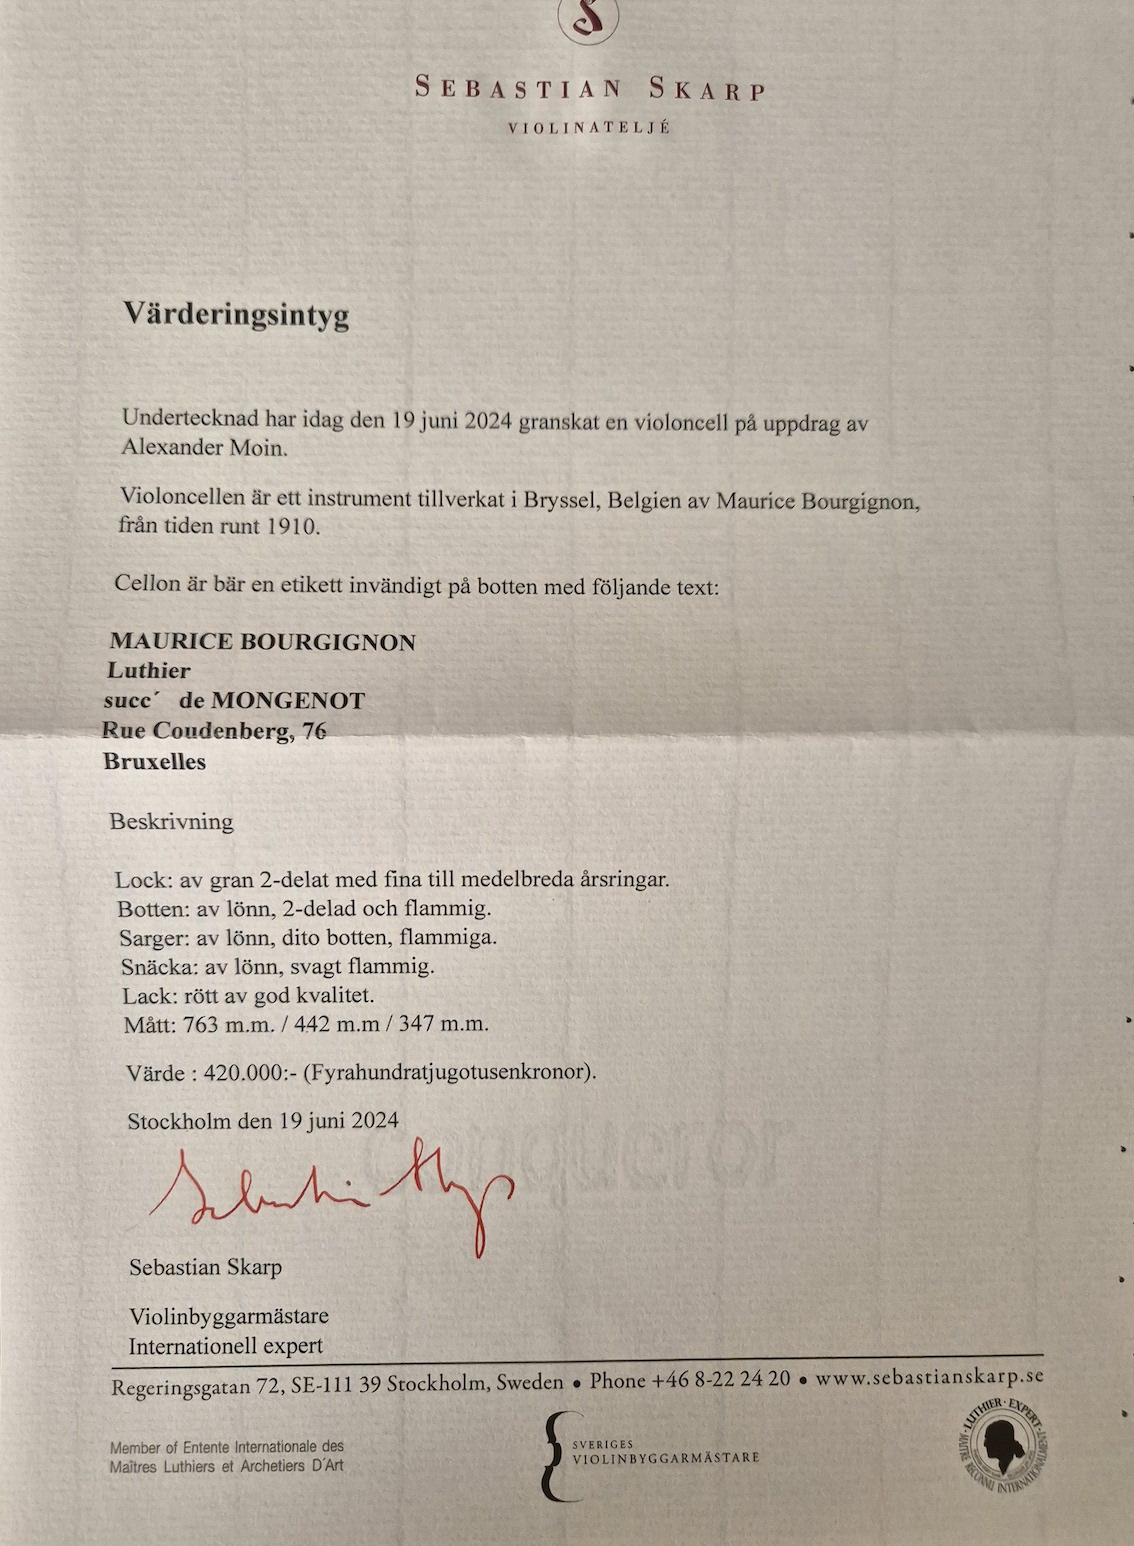 S
SEBASTIAN SKARP
VIOLINATELJÉ
Värderingsintyg
Undertecknad har idag den 19 juni 2024 granskat en violoncell på uppdrag av
Alexander Moin.
Violoncellen är ett instrument tillverkat i Bryssel, Belgien av Maurice Bourgignon,
från tiden runt 1910.
Cellon är bär en etikett invändigt på botten med följande text:
MAURICE BOURGIGNON
Luthier
succ´ de MONGENOT
Rue Coudenberg, 76
Bruxelles
Beskrivning
Lock: av gran 2-delat med fina till medelbreda årsringar.
Botten: av lönn, 2-delad och flammig.
Sarger: av lönn, dito botten, flammiga.
Snäcka: av lönn, svagt flammig.
Lack: rött av god kvalitet.
Mått: 763 m.m. / 442 m.m / 347 m.m.
Värde : 420.000:- (Fyrahundratjugotusenkronor).
Stockholm den 19 juni 2024
Sebastian Skarp
Sebastian Skarp
Violinbyggarmästare
Internationell expert
Regeringsgatan 72, SE-111 39 Stockholm, Sweden • Phone +46 8-22 24 20 • www.sebastianskarp.se
Member of Entente Internationale des
Maîtres Luthiers et Archetiers D´Art
SVERIGES
VIOLINBYGGARMÄSTARE
LUTHIER · EXPERT
MAITRE RECONNU INTERNATIONALEMENT